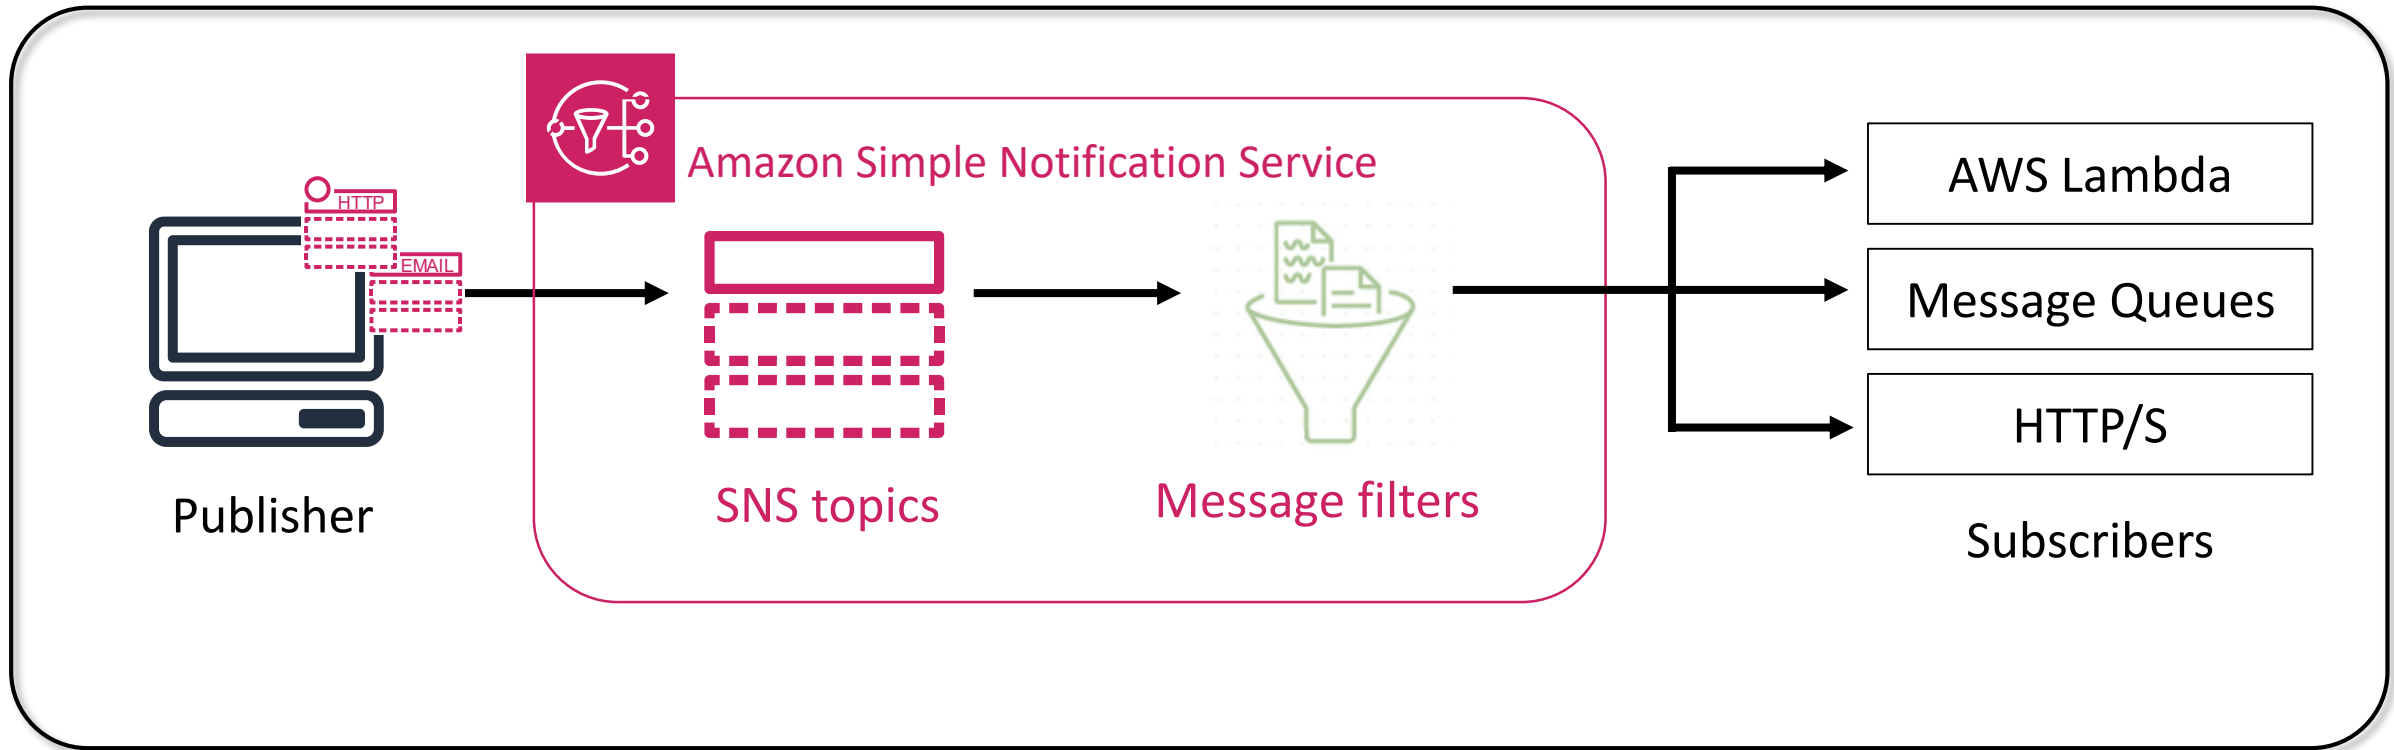 HTTP
EMAIL
Publisher
Amazon Simple Notification Service
SNS topics
Message filters
AWS Lambda
Message Queues
HTTP/S
Subscribers